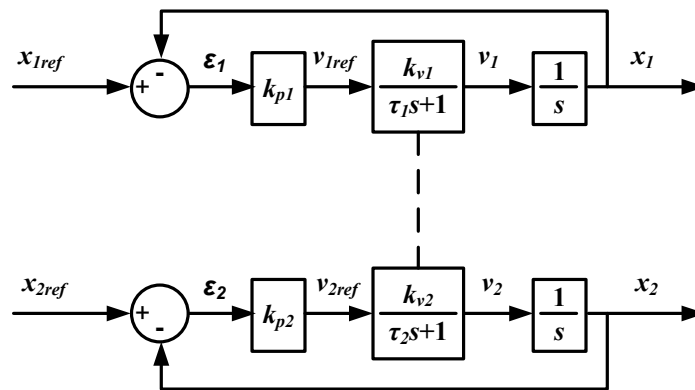 x1ref
+
-
ε1
kp1
v1ref
kv1
τ1s+1
v1
1
s
x1
x2ref
+
-
ε2
kp2
v2ref
kv2
τ2s+1
v2
1
s
x2